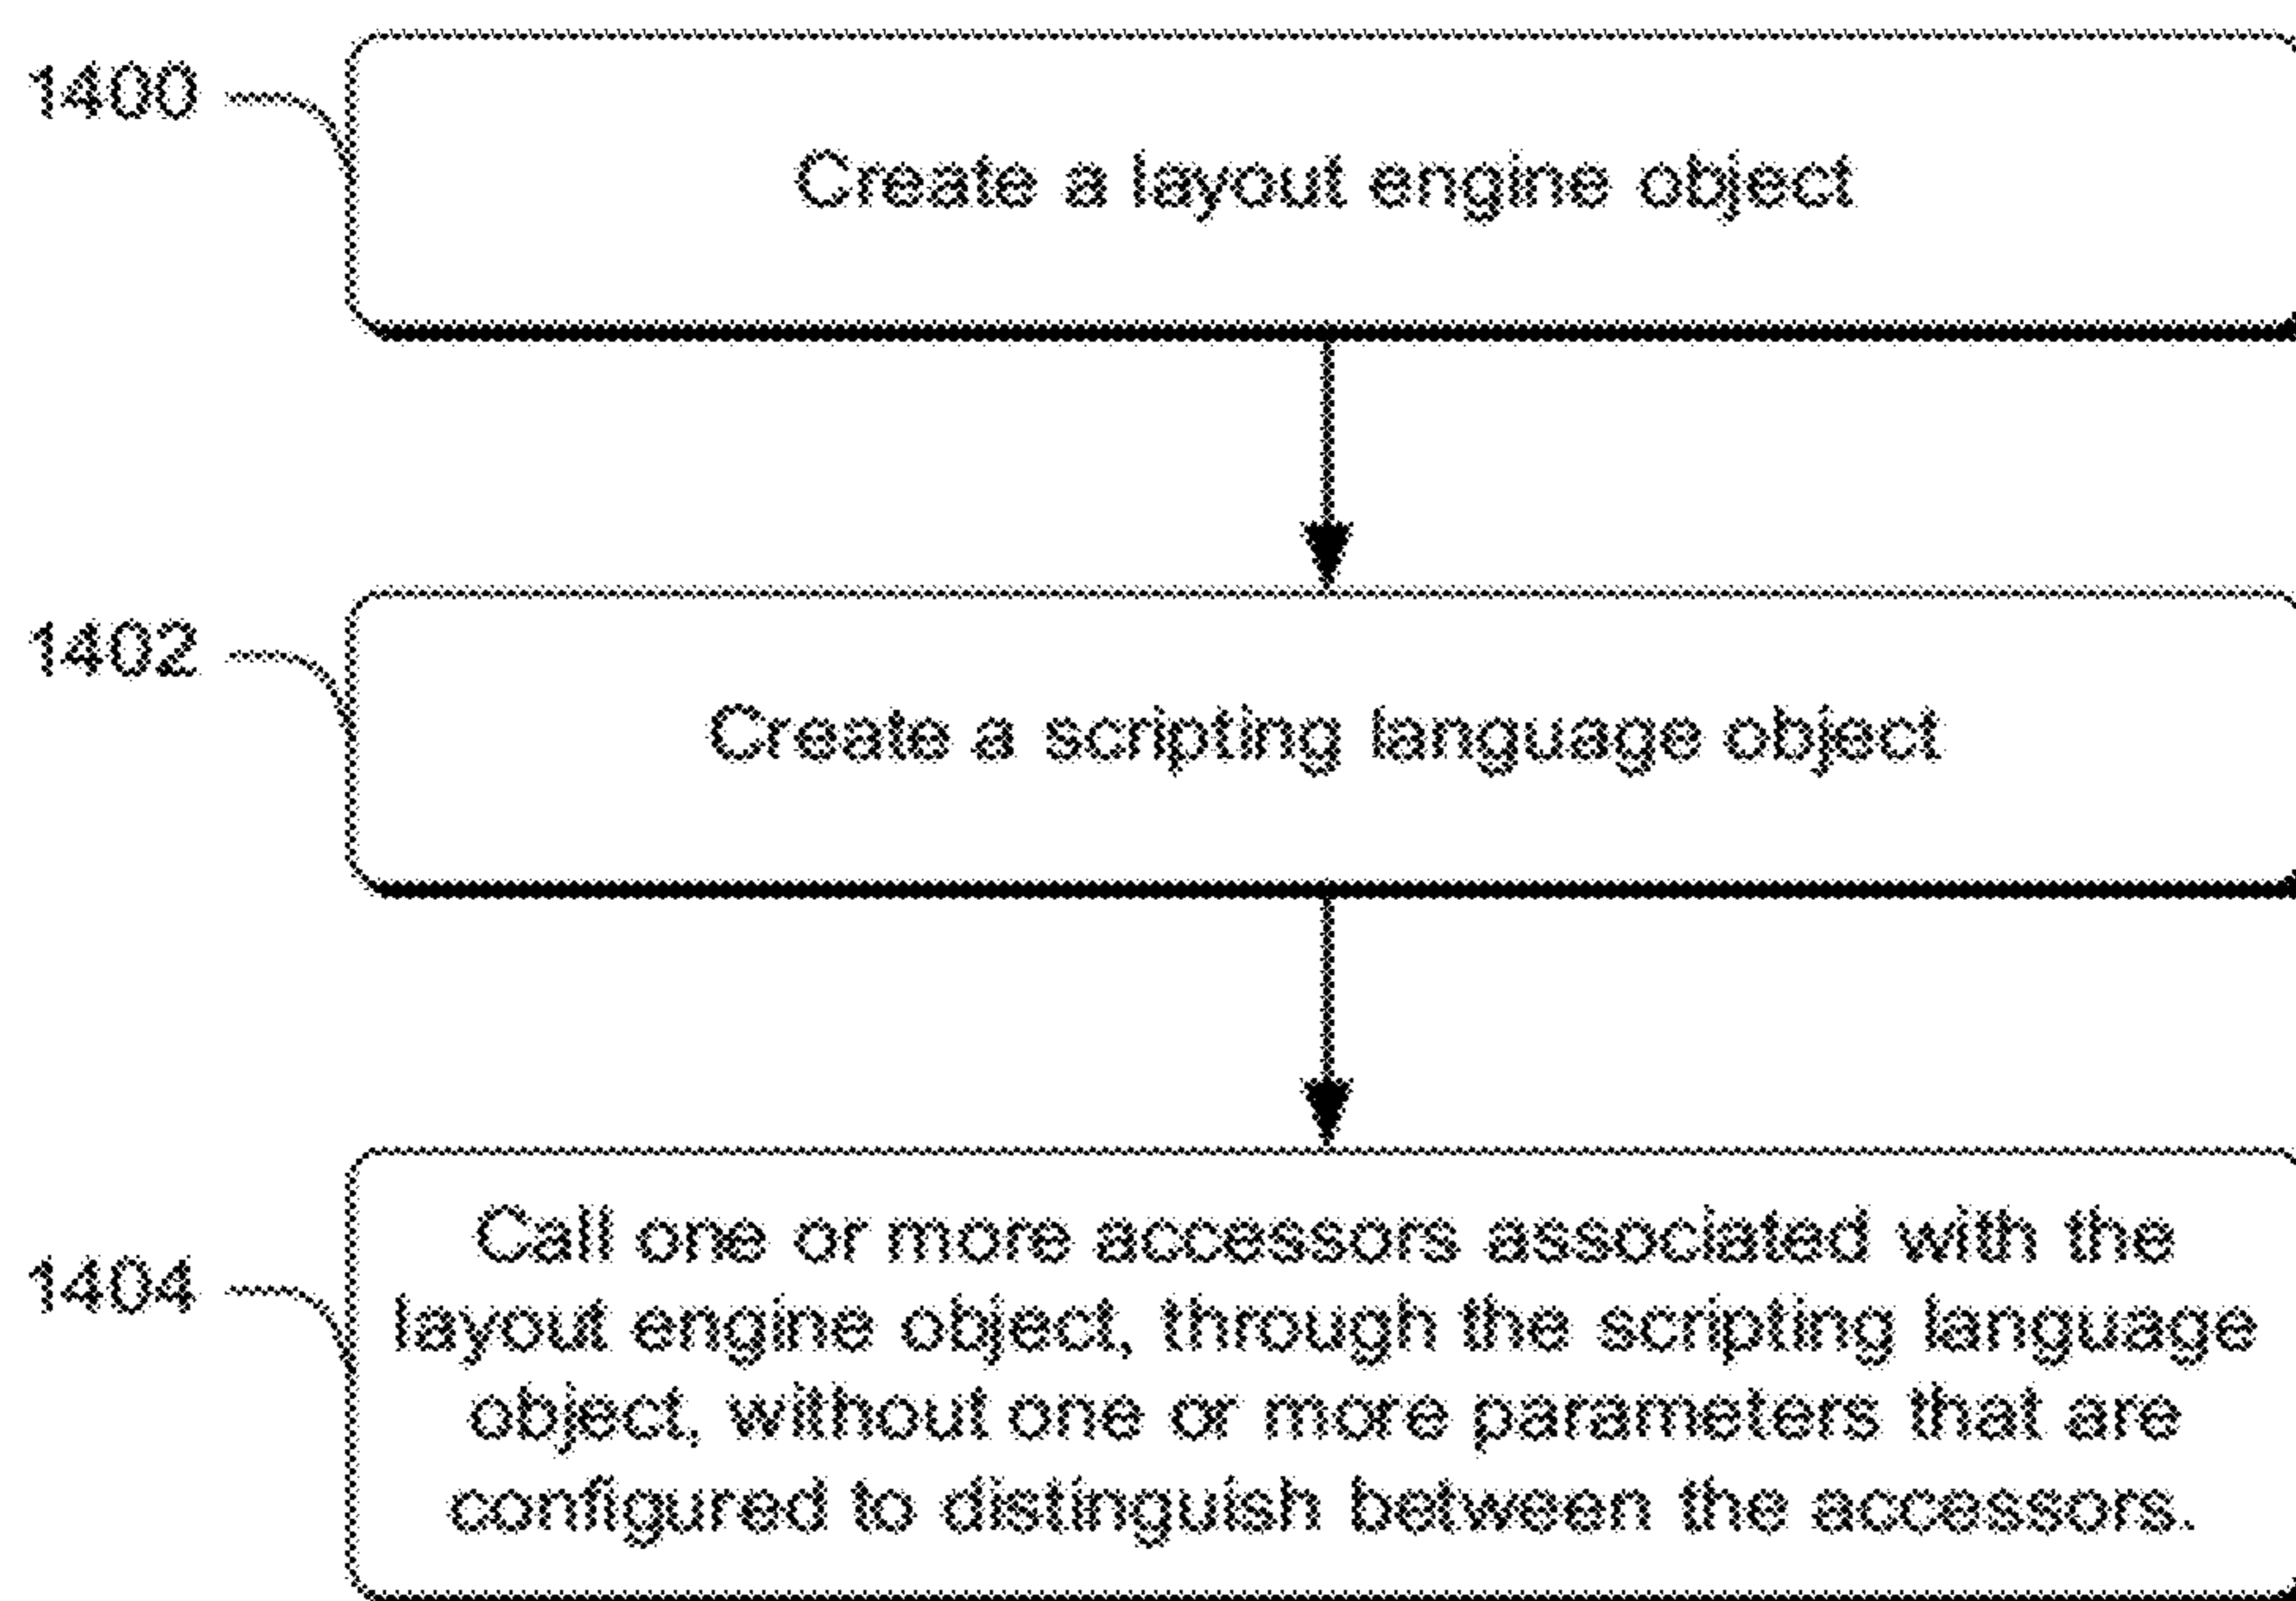 1400
Create a layout engine object
1402
Create a scripting language object
1404
Call one or more accessors associated with the
layout engine object, through the scripting language
object, without one or more parameters that are
configured to distinguish between the accessors.